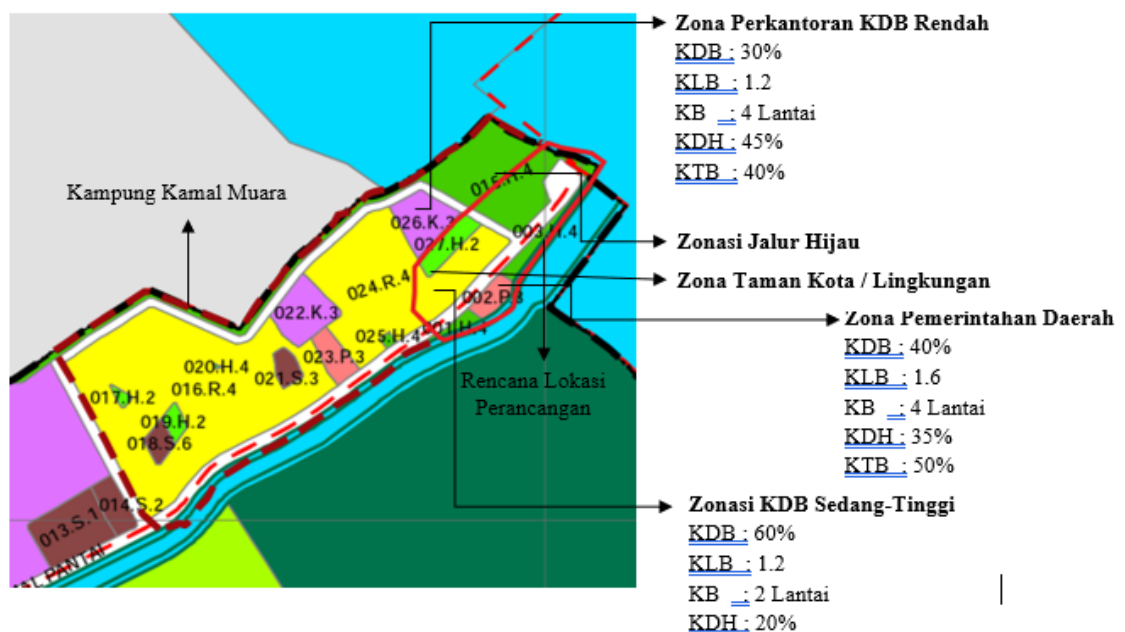 Zona Perkantoran KDB Rendah
KDB : 30%
KLB : 1.2
KB : 4 Lantai
KDH : 45%
KTB : 40%
Kampung Kamal Muara
Zonasi Jalur Hijau
Zona Taman Kota / Lingkungan
Zona Pemerintahan Daerah
KDB : 40%
KLB : 1.6
KB : 4 Lantai
KDH : 35%
KTB : 50%
Rencana Lokasi
Perancangan
Zonasi KDB Sedang-Tinggi
KDB : 60%
KLB : 1.2
KB : 2 Lantai
KDH : 20%
026.K.3
027.H.2
024.R.4
002.P.3
022.K.3
025.H.4
023.P.3
020.H.4
021.S.3
016.R.4
017.H.2
019.H.2
018.S.6
014.S.2
013.S.1
PANTAI